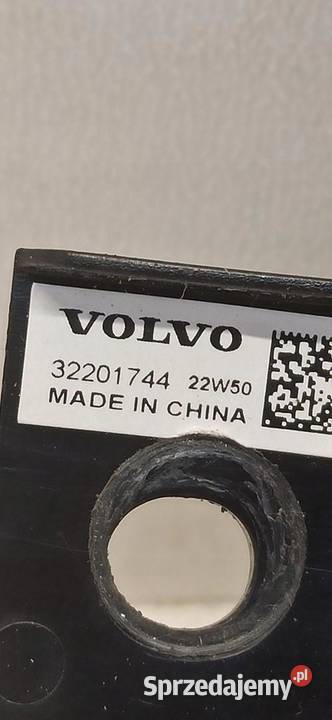 VOLVO
32201744 22W50
MADE IN CHINA
Sprzedajemy.pl